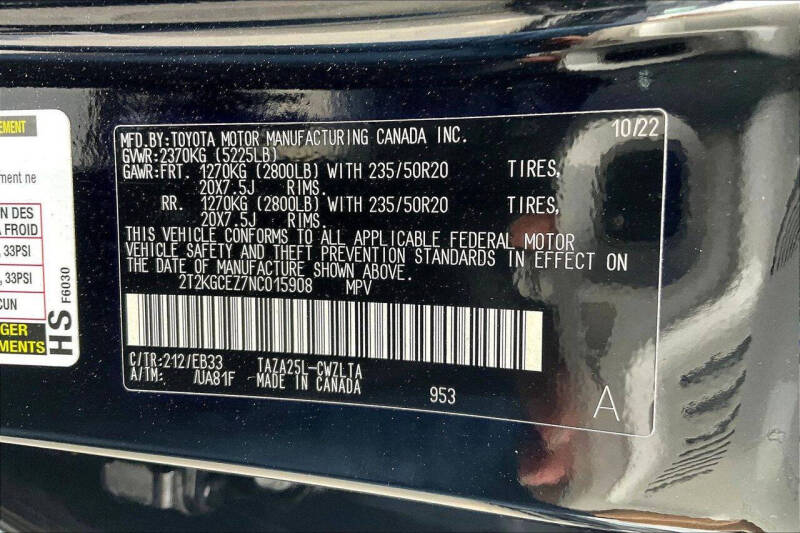 EMENT
ment ne
ON DES
A FROID
, 33PSI
, 33PSI
CUN
GER
EMENTS
HS F6030
MFD.BY:TOYOTA MOTOR MANUFACTURING CANADA INC. 10/22
GVWR:2370KG (5225LB)
GAWR:FRT. 1270KG (2800LB) WITH 235/50R20 TIRES,
20X7.5J RIMS.
RR. 1270KG (2800LB) WITH 235/50R20 TIRES,
20X7.5J RIMS.
THIS VEHICLE CONFORMS TO ALL APPLICABLE FEDERAL MOTOR
VEHICLE SAFETY AND THEFT PREVENTION STANDARDS IN EFFECT ON
THE DATE OF MANUFACTURE SHOWN ABOVE.
2T2KGCEZ7NC015908 MPV
C/TR:212/EB33 TAZA25L-CWZLTA
A/TM: /UA81F MADE IN CANADA
953
A